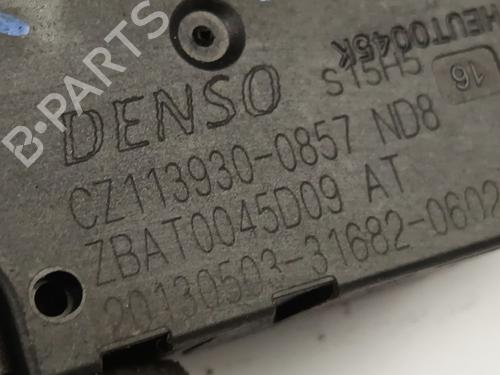 B-PARTS
HEUT0045K
S15H5 16
DENSO
CZ113930-0857 ND8
ZBAT0045D09 AT
20130503-31682-0602